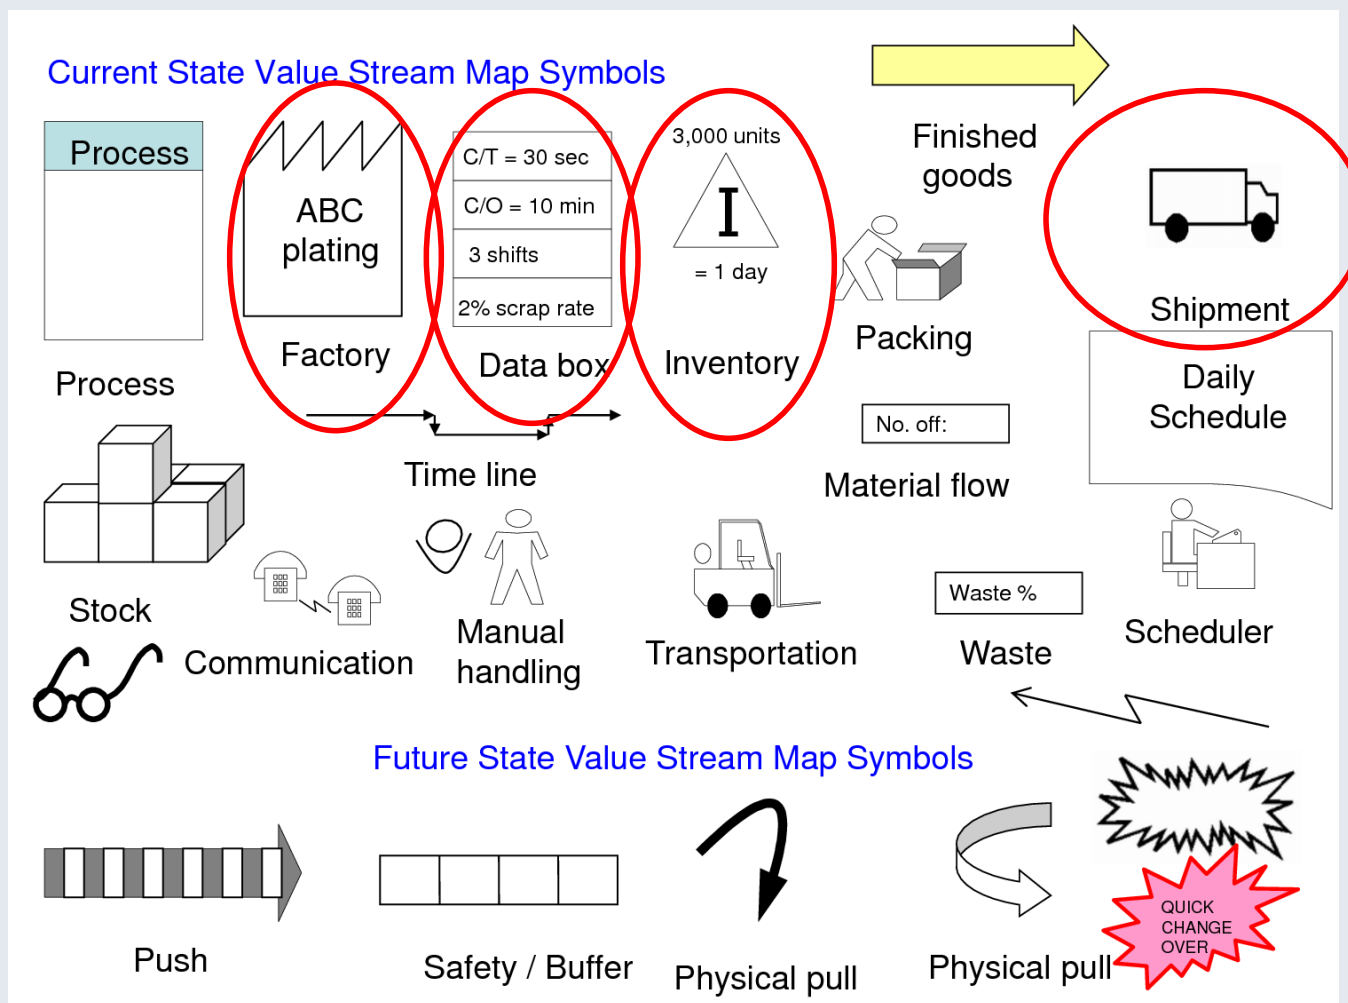 Current State Value Stream Map Symbols
Process
Process
ABC
plating
Factory
C/T = 30 sec
C/O = 10 min
3 shifts
2% scrap rate
Data box
3,000 units
I
= 1 day
Inventory
Finished
goods
Packing
Shipment
Time line
No. off:
Material flow
Daily
Schedule
Stock
Communication
Manual
handling
Transportation
Waste %
Waste
Scheduler
Future State Value Stream Map Symbols
Push
Safety / Buffer
Physical pull
Physical pull
QUICK
CHANGE
OVER